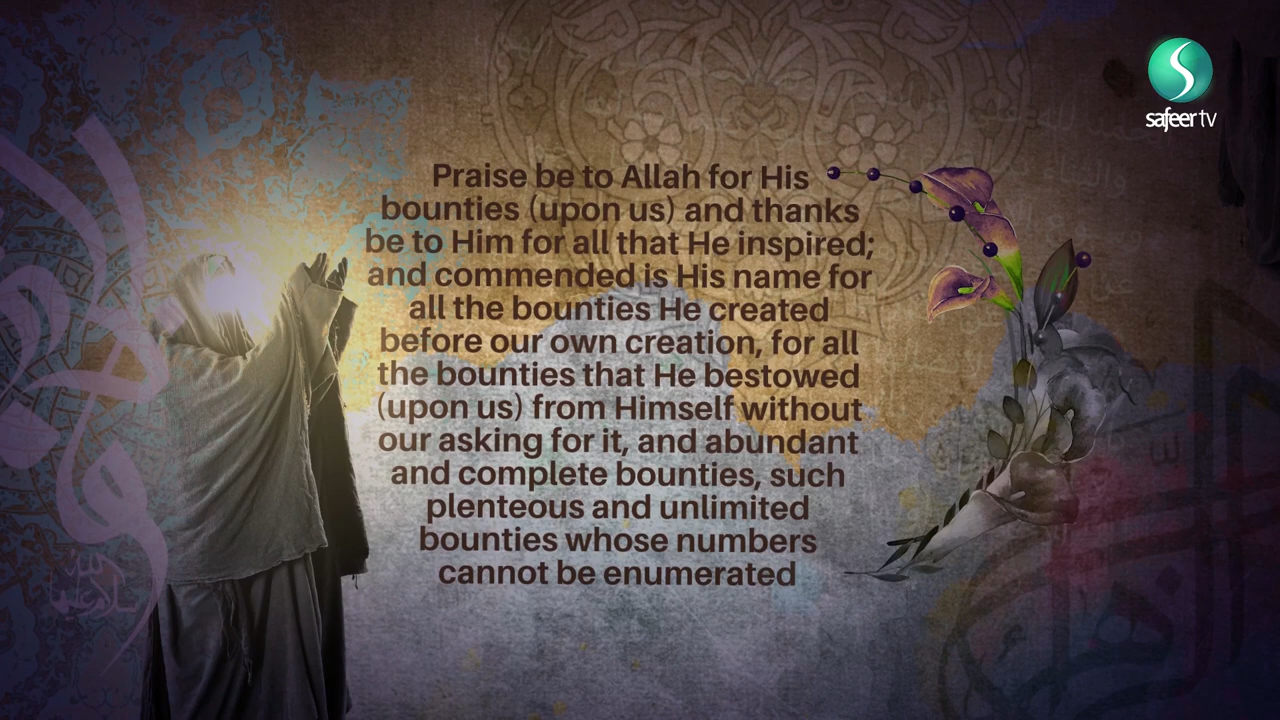 safeer tv
Praise be to Allah for His
bounties (upon us) and thanks
be to Him for all that He inspired;
and commended is His name for
all the bounties He created
before our own creation, for all
the bounties that He bestowed
(upon us) from Himself without
our asking for it, and abundant
and complete bounties, such
plenteous and unlimited
bounties whose numbers
cannot be enumerated